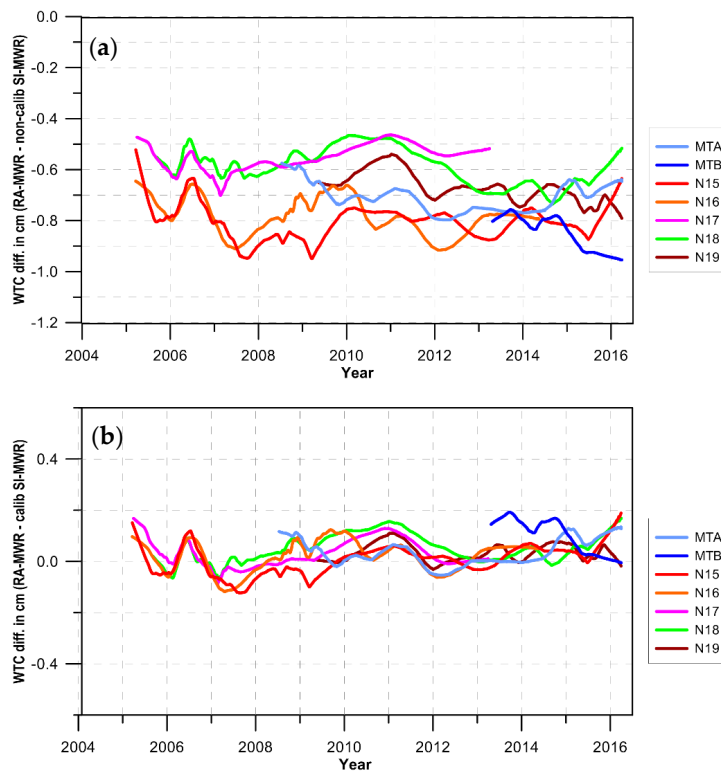 (a)
WTC diff. in cm (RA-MWR - non-calib SI-MWR)
0.0
-0.2
-0.4
-0.6
-0.8
-1.0
-1.2
2004 2006 2008 2010 2012 2014 2016
Year
MTA
MTB
N15
N16
N17
N18
N19
(b)
WTC diff. in cm (RA-MWR - calib SI-MWR)
0.4
0.0
-0.4
2004 2006 2008 2010 2012 2014 2016
Year
MTA
MTB
N15
N16
N17
N18
N19